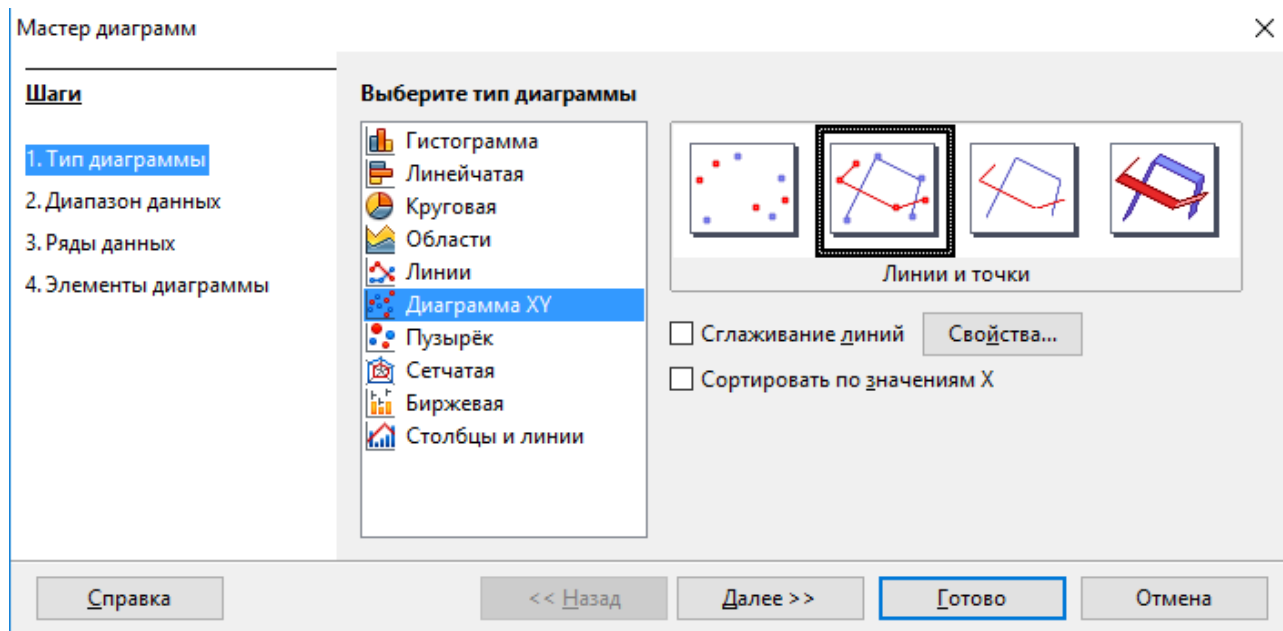 Мастер диаграмм
Шаги
1. Тип диаграммы
2. Диапазон данных
3. Ряды данных
4. Элементы диаграммы
Выберите тип диаграммы
Гистограмма
Линейчатая
Круговая
Области
Линии
Диаграмма XY
Пузырёк
Сетчатая
Биржевая
Столбцы и линии
Линии и точки
Сглаживание линий
Свойства...
Сортировать по значениям X
Справка
<< Назад
Далее >>
Готово
Отмена